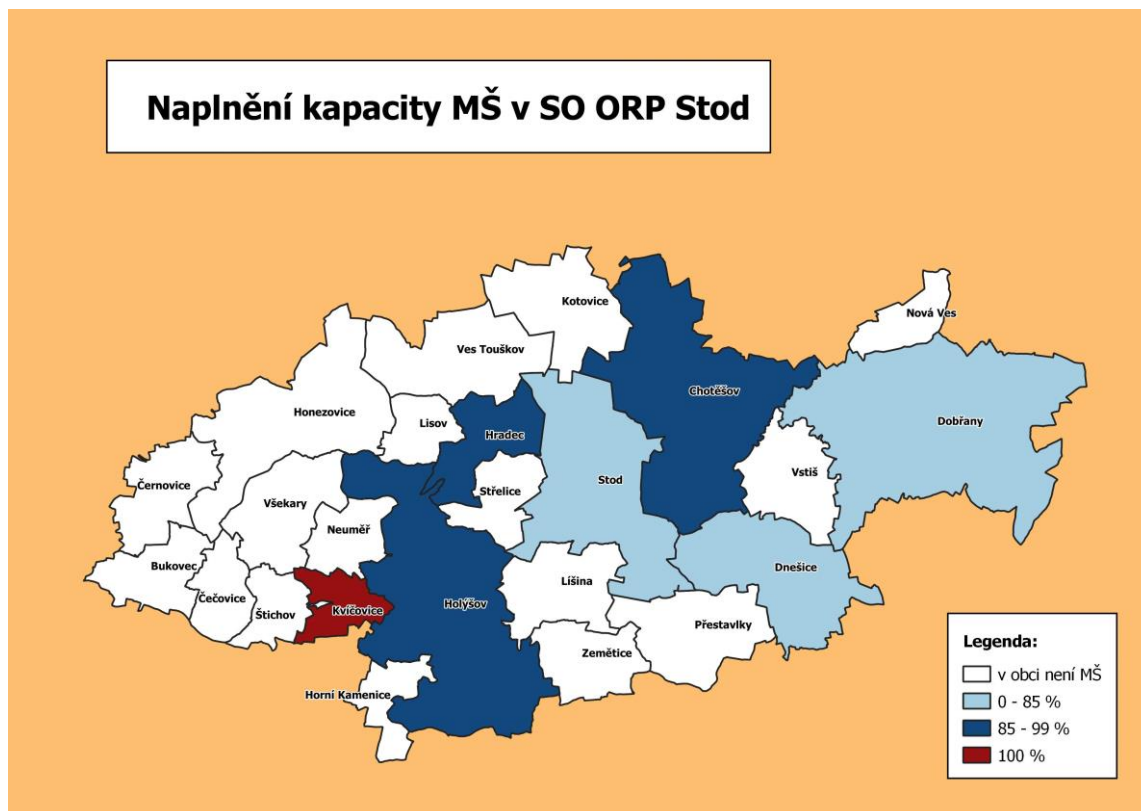 Naplnění kapacity MŠ v SO ORP Stod
Kotovice
Nová Ves
Ves Touškov
Chotěšov
Honezovice
Lisov
Hradec
Dobřany
Černovice
Všekary
Střelice
Stod
Vstiš
Neuměř
Bukovec
Čečovice
Štichov
Kvíčovice
Holýšov
Líšina
Dnešice
Přestavlky
Zemětice
Horní Kamenice
Legenda:
v obci není MŠ
0 - 85 %
85 - 99 %
100 %